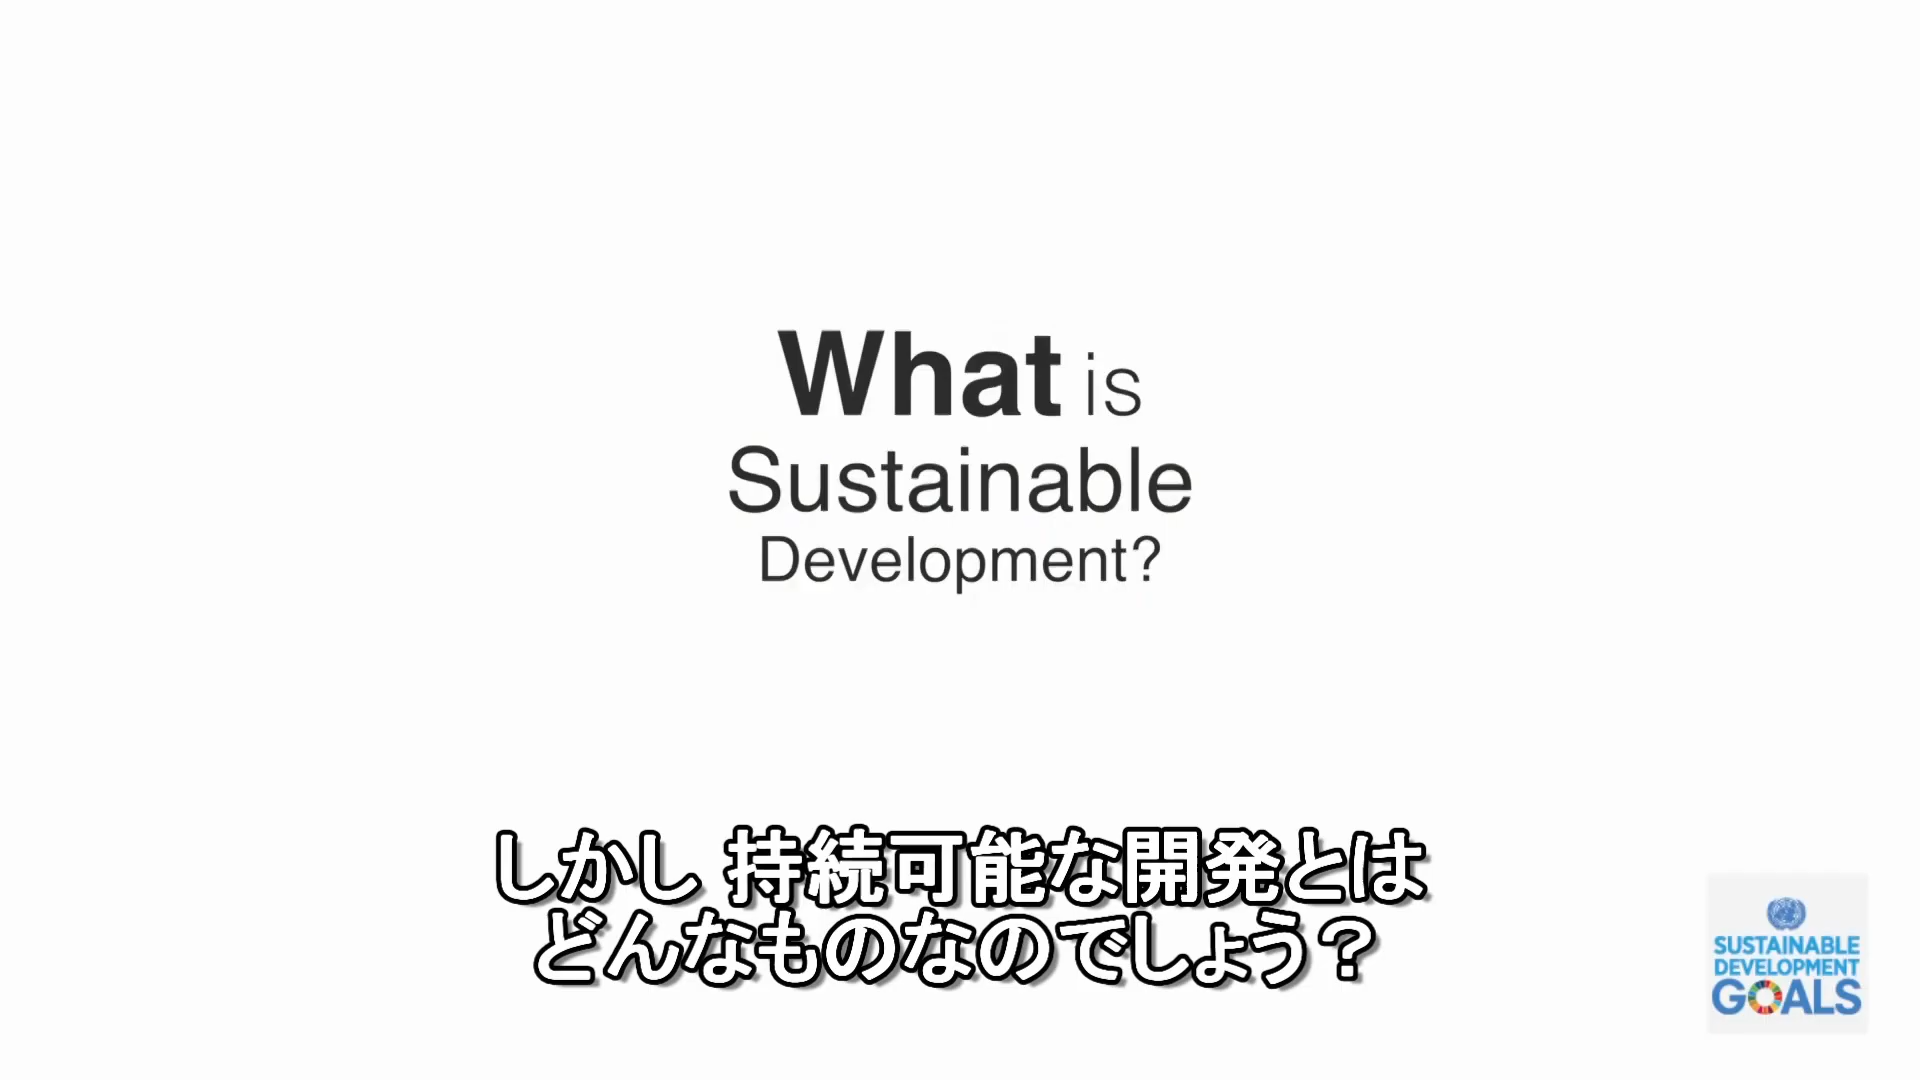 What is
Sustainable
Development?
しかし 持続可能な開発とは
どんなものなのでしょう？
SUSTAINABLE
DEVELOPMENT
GOALS